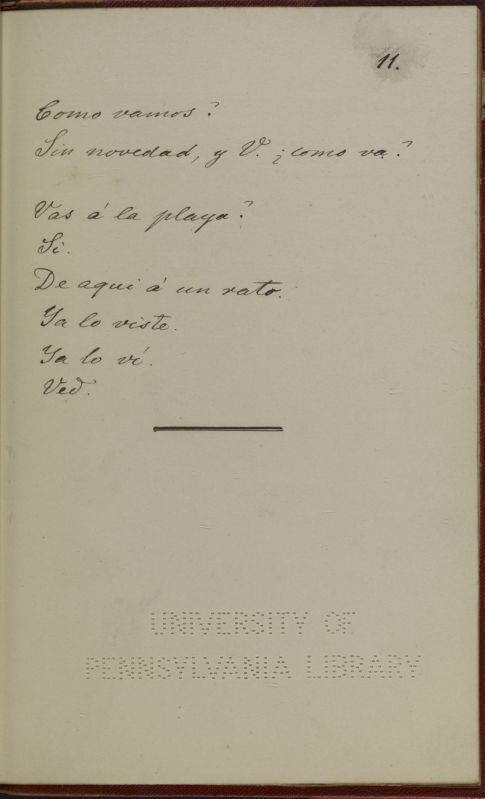 11.
Como vamos?
Sin novedad, y V. ¿como va?
Vas á la playa?
Si.
De aqui á un rato.
Ya lo viste.
Ya lo ví.
Ved.
UNIVERSITY OF
PENNSYLVANIA LIBRARY